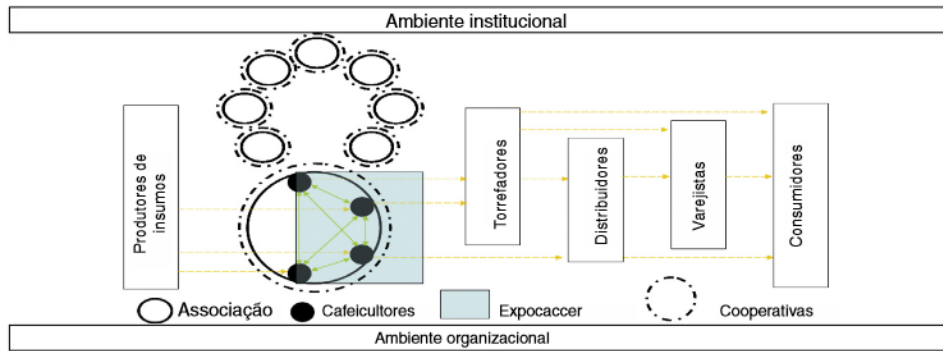 Ambiente institucional
Produtores de
insumos
Torrefadores
Distribuidores
Varejistas
Consumidores
Associação
Cafeicultores
Expocaccer
Cooperativas
Ambiente organizacional